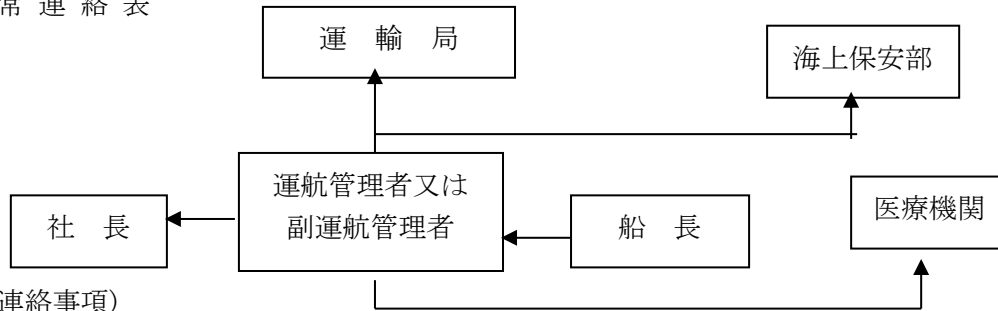 常 連 絡 表
運 輸 局
海上保安部
運航管理者又は
副運航管理者
社 長
船 長
医療機関
連絡事項）